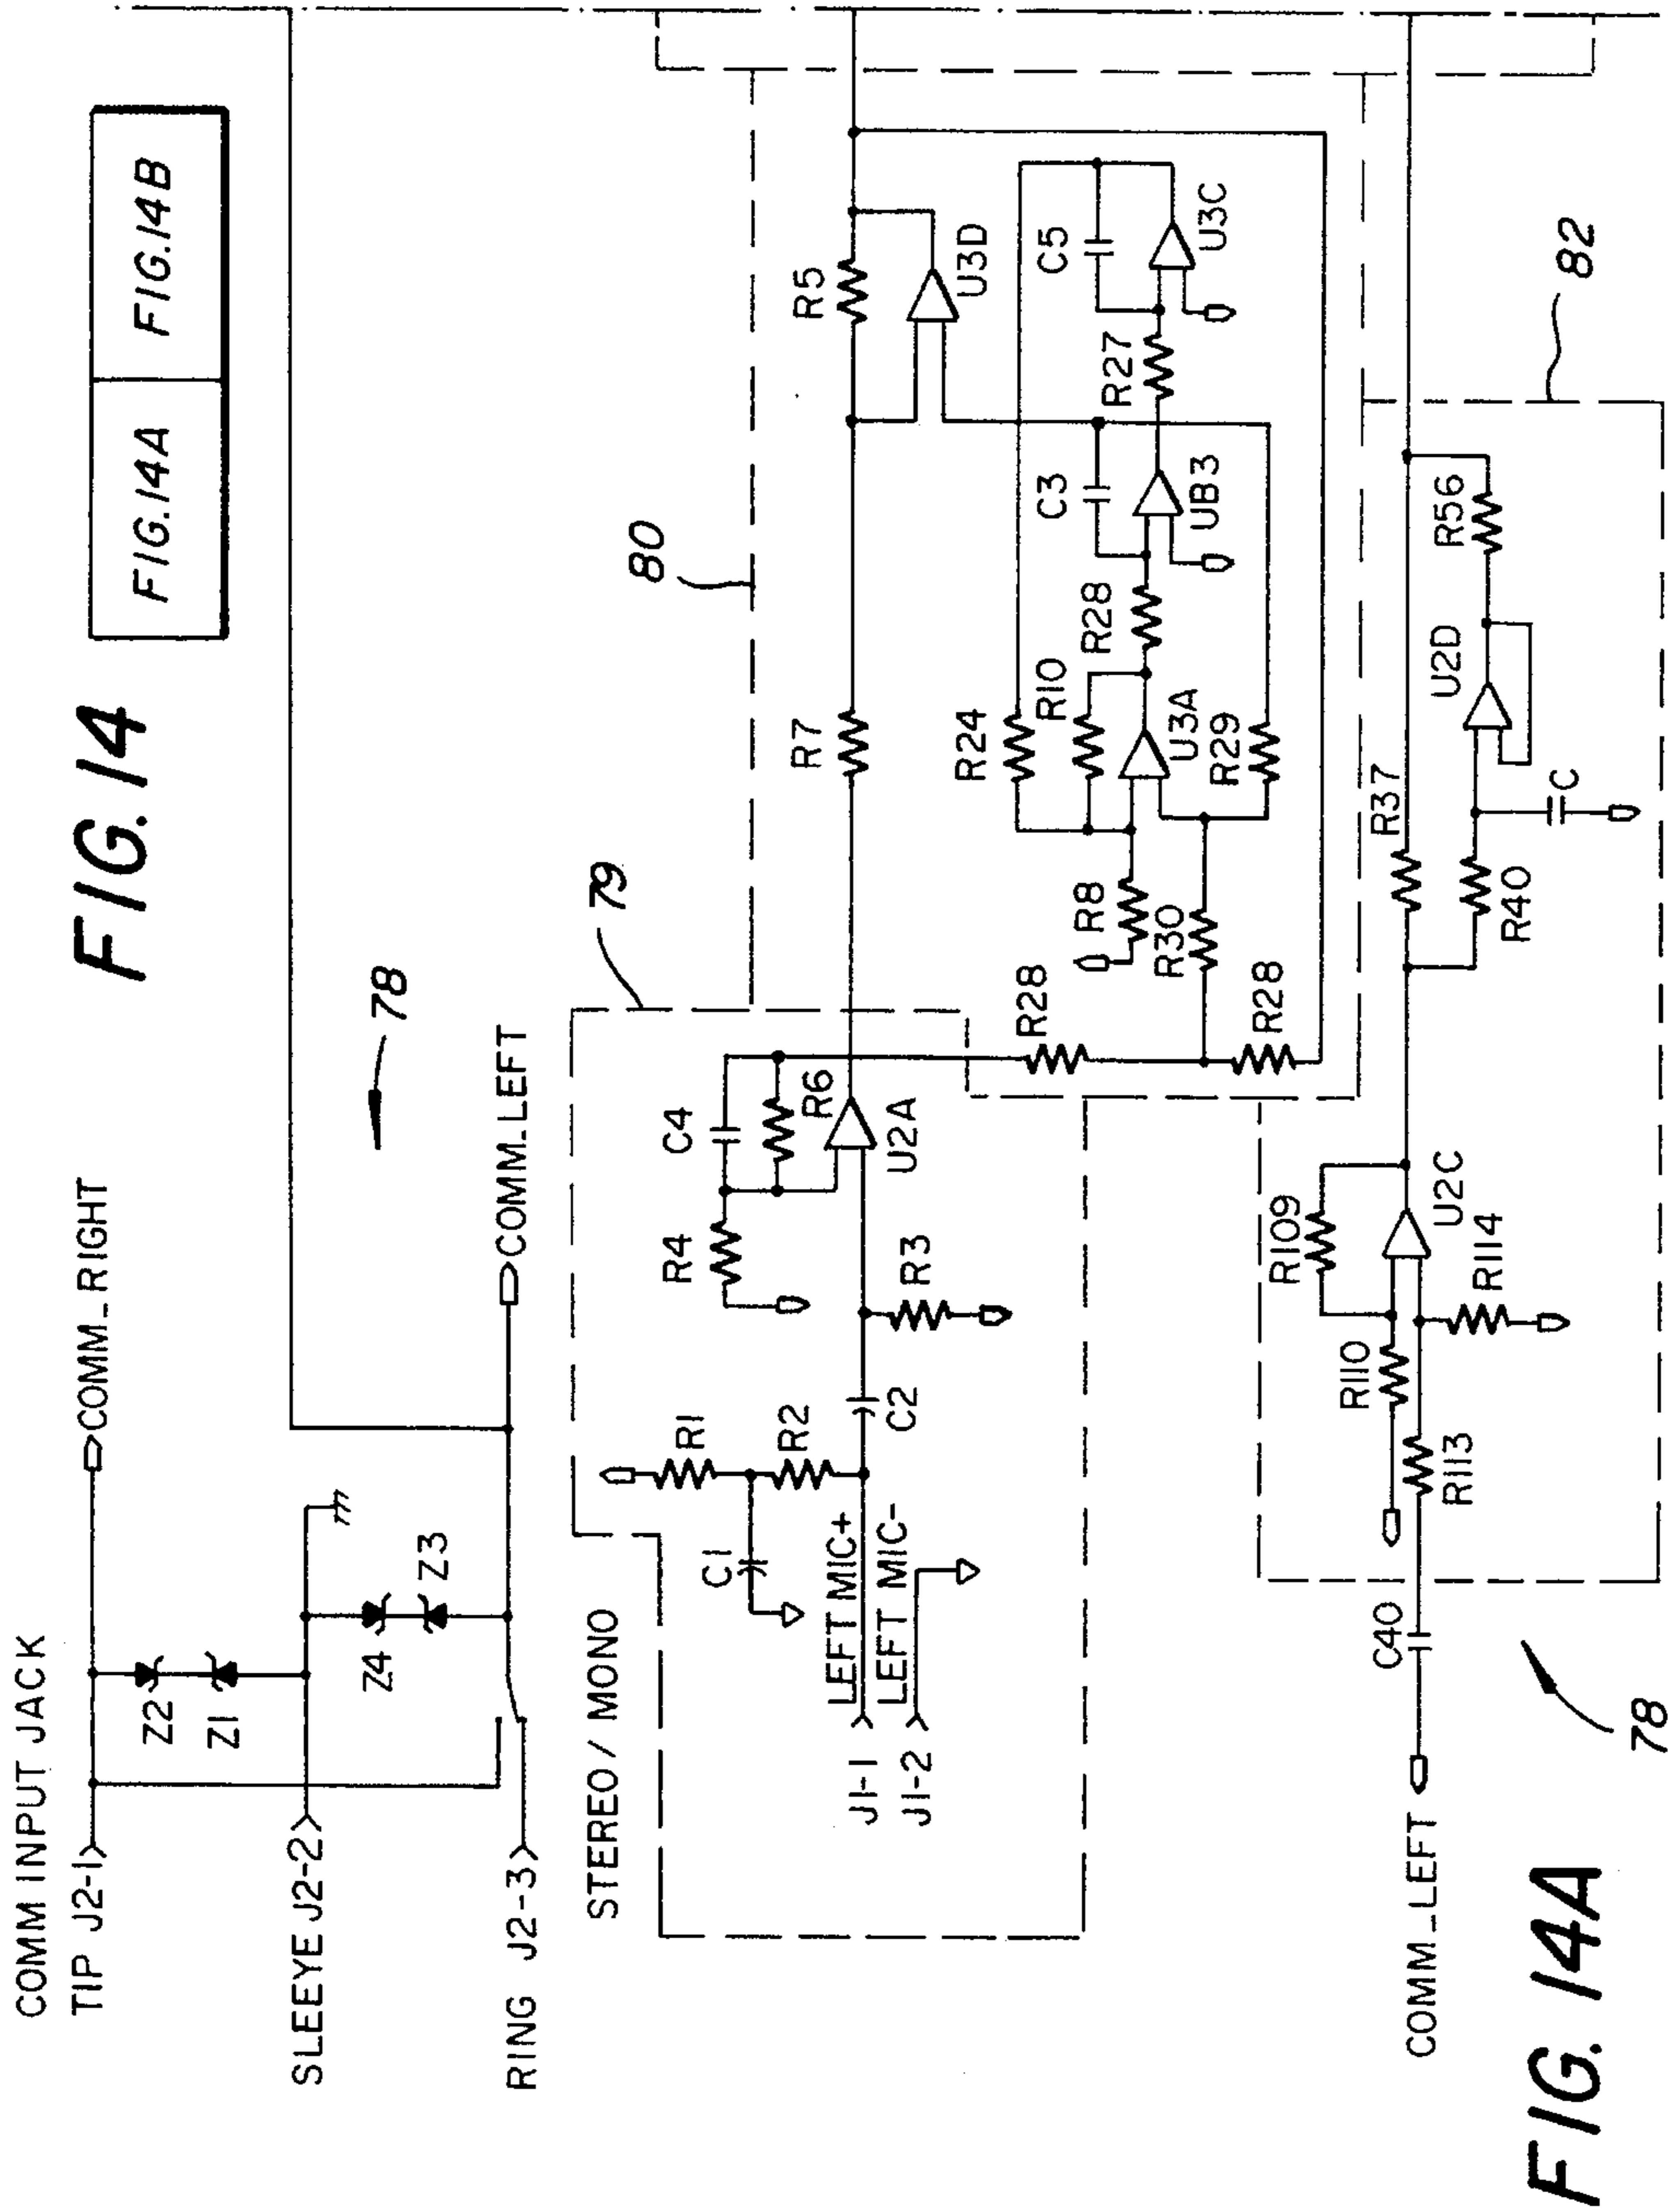 FIG. 14
FIG. 14A
FIG. 14B
COMM INPUT JACK
TIP J2-1
COMM_RIGHT
Z2
Z1
SLEEYE J2-2
Z4
Z3
RING J2-3
COMM_LEFT
78
STEREO / MONO
79
80
C1
R1
R2
R4
C4
R6
R7
R5
LEFT MIC+
J1-1
LEFT MIC-
J1-2
C2
R3
U2A
U3D
R28
R24
R10
C3
C5
R8
U3A
R28
UB3
R27
U3C
R30
R29
R28
82
R109
R110
U2C
R37
U2D
R56
C40
R113
R114
R40
C
COMM_LEFT
78
FIG. 14A